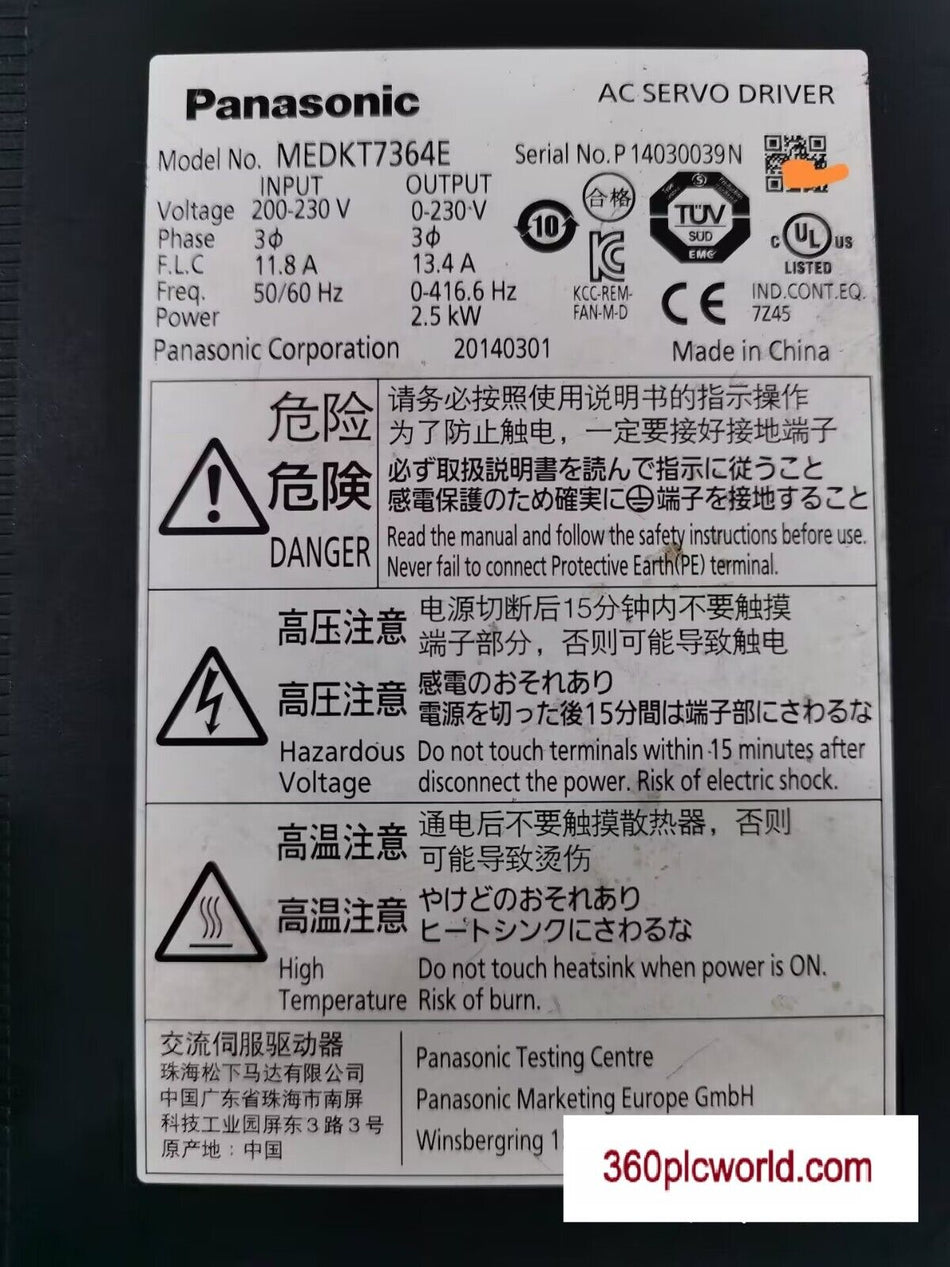 Panasonic
AC SERVO DRIVER
Model No. MEDKT7364E
Serial No.P14030039N
INPUT OUTPUT
Voltage 200-230 V 0-230 V
Phase 3ϕ 3ϕ
F.L.C 11.8 A 13.4 A
Freq. 50/60 Hz 0-416.6 Hz
Power 2.5 kW
10
合格
KC
KCC-REM-
FAN-M-D
TÜV
SÜD
EMC
CE
C UL US
LISTED
IND.CONT.EQ.
7Z45
Panasonic Corporation 20140301 Made in China
危险
危険
DANGER
请务必按照使用说明书的指示操作
为了防止触电，一定要接好接地端子
必ず取扱説明書を読んで指示に従うこと
感電保護のため確実に⏚端子を接地すること
Read the manual and follow the safety instructions before use.
Never fail to connect Protective Earth(PE) terminal.
高压注意
电源切断后15分钟内不要触摸
端子部分，否则可能导致触电
高圧注意
感電のおそれあり
電源を切った後15分間は端子部にさわるな
Hazardous
Voltage
Do not touch terminals within 15 minutes after
disconnect the power. Risk of electric shock.
高温注意
通电后不要触摸散热器，否则
可能导致烫伤
高温注意
やけどのおそれあり
ヒートシンクにさわるな
High
Temperature
Do not touch heatsink when power is ON.
Risk of burn.
交流伺服驱动器
珠海松下马达有限公司
中国广东省珠海市南屏
科技工业园屏东3路3号
原产地：中国
Panasonic Testing Centre
Panasonic Marketing Europe GmbH
Winsbergring 1
360plcworld.com